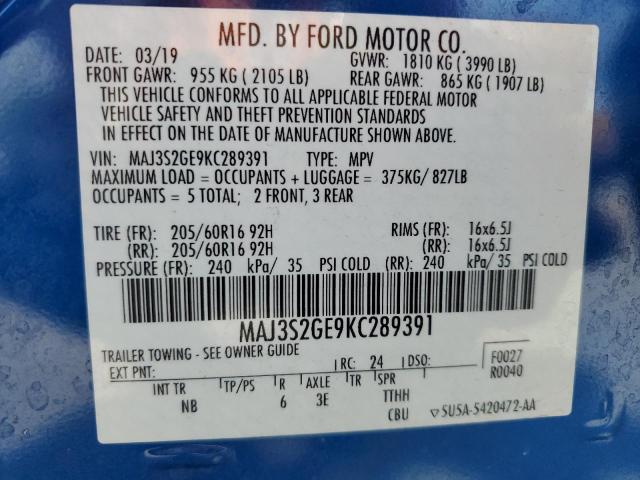 MFD. BY FORD MOTOR CO.
DATE: 03/19 GVWR: 1810 KG ( 3990 LB)
FRONT GAWR: 955 KG ( 2105 LB) REAR GAWR: 865 KG ( 1907 LB)
THIS VEHICLE CONFORMS TO ALL APPLICABLE FEDERAL MOTOR
VEHICLE SAFETY AND THEFT PREVENTION STANDARDS
IN EFFECT ON THE DATE OF MANUFACTURE SHOWN ABOVE.
VIN: MAJ3S2GE9KC289391 TYPE: MPV
MAXIMUM LOAD = OCCUPANTS + LUGGAGE = 375KG/ 827LB
OCCUPANTS = 5 TOTAL; 2 FRONT, 3 REAR
TIRE (FR): 205/60R16 92H RIMS (FR): 16x6.5J
(RR): 205/60R16 92H (RR): 16x6.5J
PRESSURE (FR): 240 kPa/ 35 PSI COLD (RR): 240 kPa/ 35 PSI COLD
MAJ3S2GE9KC289391
TRAILER TOWING - SEE OWNER GUIDE
EXT PNT: RC: 24 DSO: F0027 R0040
INT TR TP/PS R AXLE TR SPR
NB 6 3E TTHH
CBU ▽5U5A-5420472-AA